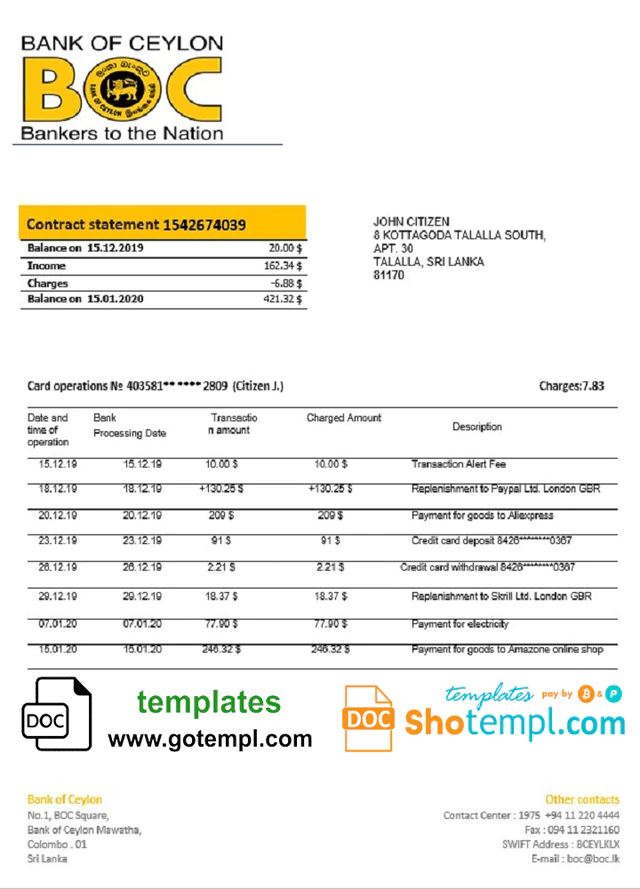 BANK OF CEYLON
BOC
BANK OF CEYLON
Bankers to the Nation
Contract statement 1542674039
Balance on 15.12.2019 20.00 $
Income 162.34 $
Charges -6.88 $
Balance on 15.01.2020 421.32 $
JOHN CITIZEN
8 KOTTAGODA TALALLA SOUTH,
APT. 30
TALALLA, SRI LANKA
81170
Card operations № 403581** **** 2809 (Citizen J.) Charges:7.83
Date and time of operation Bank Processing Date Transactio n amount Charged Amount Description
15.12.19 15.12.19 10.00 $ 10.00 $ Transaction Alert Fee
18.12.19 18.12.19 +130.25 $ +130.25 $ Replenishment to Paypal Ltd. London GBR
20.12.19 20.12.19 209 $ 209 $ Payment for goods to Aliexpress
23.12.19 23.12.19 91 $ 91 $ Credit card deposit 8426********0367
26.12.19 26.12.19 2.21 $ 2.21 $ Credit card withdrawal 8426********0367
29.12.19 29.12.19 18.37 $ 18.37 $ Replenishment to Skrill Ltd. London GBR
07.01.20 07.01.20 77.90 $ 77.90 $ Payment for electricity
15.01.20 15.01.20 246.32 $ 246.32 $ Payment for goods to Amazone online shop
DOC
templates
www.gotempl.com
DOC
templates pay by B & P
Shotempl.com
Bank of Ceylon
No.1, BOC Square,
Bank of Ceylon Mawatha,
Colombo . 01
Sri Lanka
Other contacts
Contact Center : 1975 +94 11 220 4444
Fax : 094 11 2321160
SWIFT Address : BCEYLKLX
E-mail : boc@boc.lk